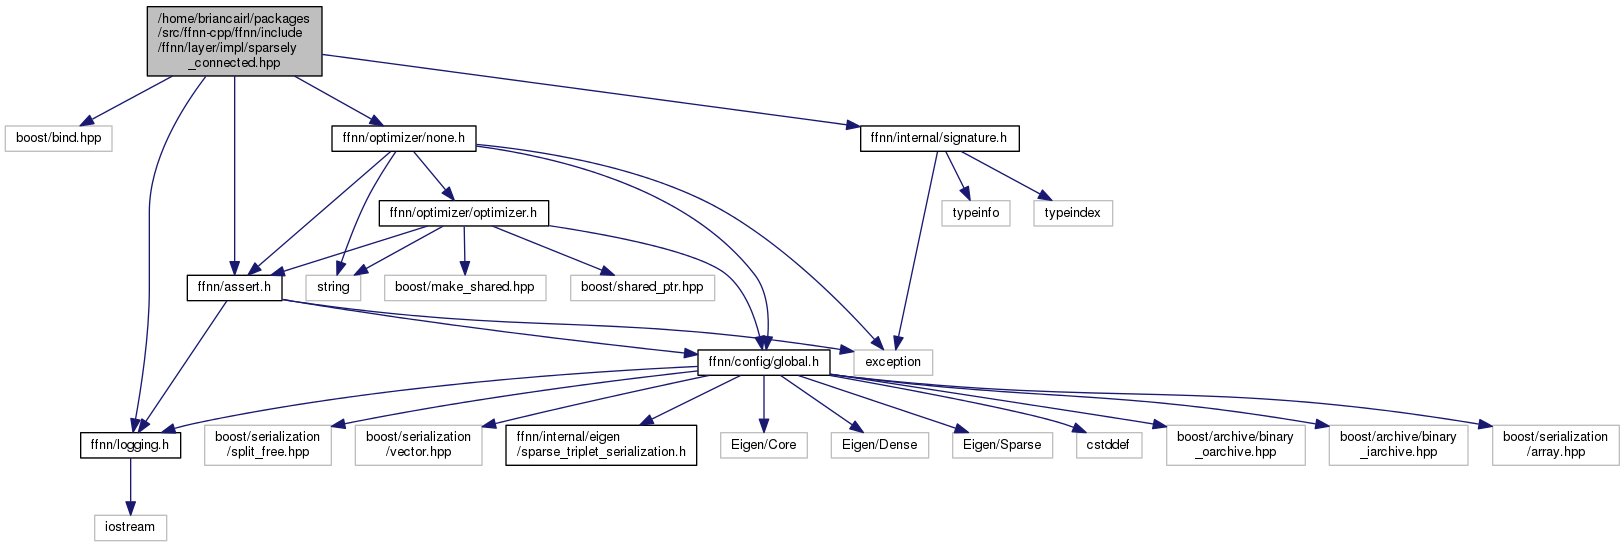 /home/briancairl/packages
/src/ffnn-cpp/ffnn/include
/ffnn/layer/impl/sparsely
_connected.hpp
boost/bind.hpp
ffnn/optimizer/none.h
ffnn/internal/signature.h
ffnn/optimizer/optimizer.h
typeinfo
typeindex
ffnn/assert.h
string
boost/make_shared.hpp
boost/shared_ptr.hpp
ffnn/config/global.h
exception
ffnn/logging.h
boost/serialization
/split_free.hpp
boost/serialization
/vector.hpp
ffnn/internal/eigen
/sparse_triplet_serialization.h
Eigen/Core
Eigen/Dense
Eigen/Sparse
cstddef
boost/archive/binary
_oarchive.hpp
boost/archive/binary
_iarchive.hpp
boost/serialization
/array.hpp
iostream